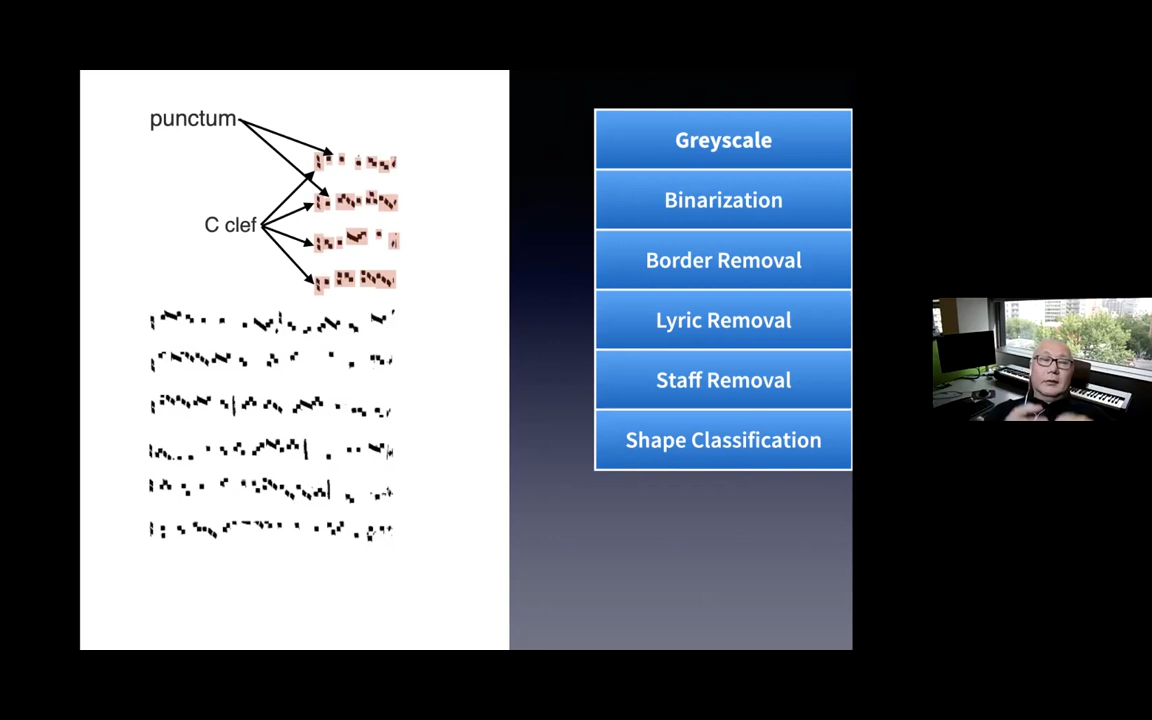 punctum
C clef
Greyscale
Binarization
Border Removal
Lyric Removal
Staff Removal
Shape Classification